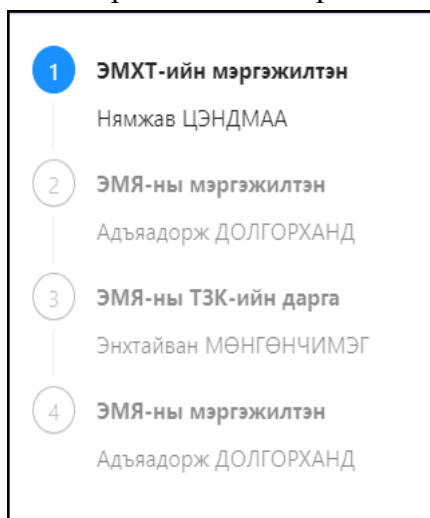 1 ЭМХТ-ийн мэргэжилтэн
Нямжав ЦЭНДМАА
2 ЭМЯ-ны мэргэжилтэн
Адъяадорж ДОЛГОРХАНД
3 ЭМЯ-ны ТЗК-ийн дарга
Энхтайван МӨНГӨНЧИМЭГ
4 ЭМЯ-ны мэргэжилтэн
Адъяадорж ДОЛГОРХАНД